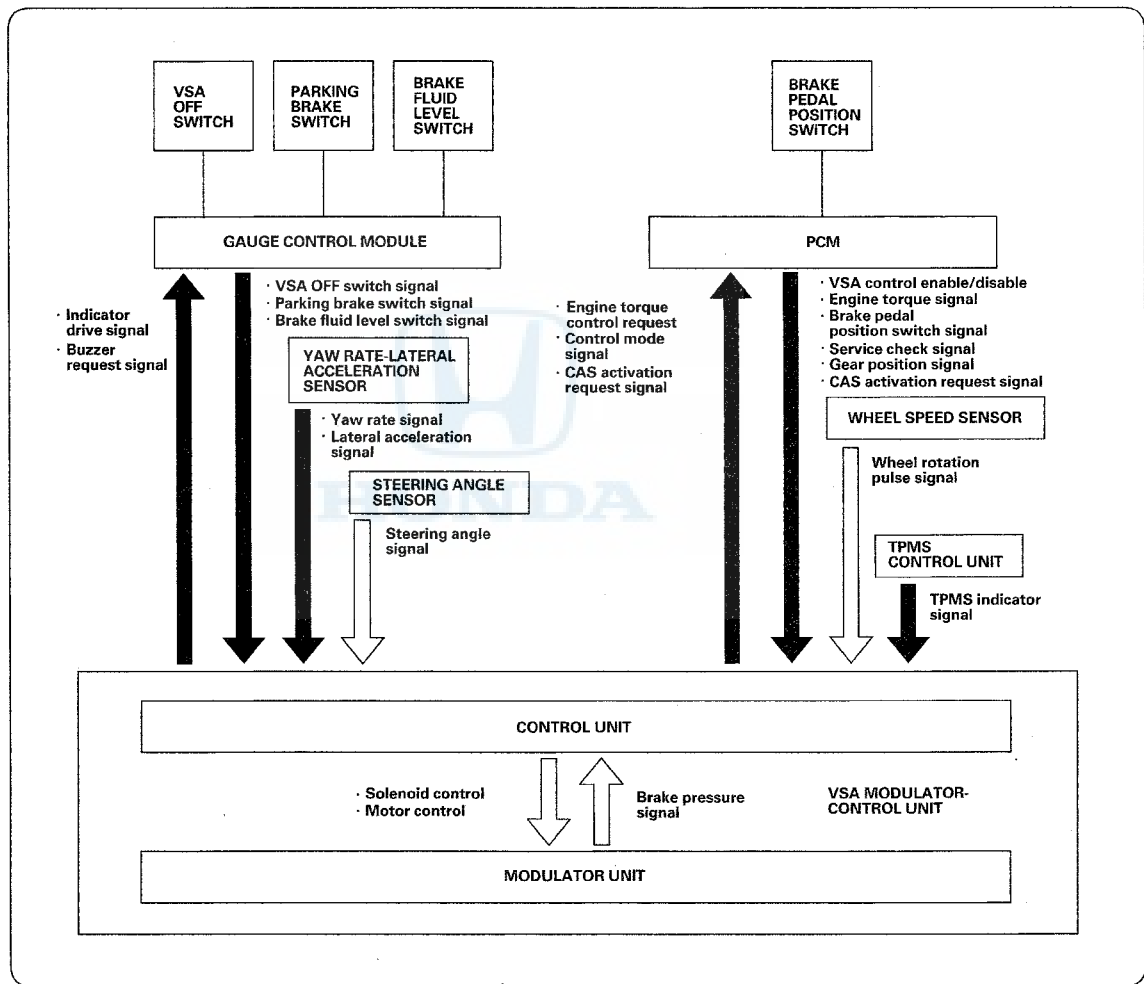 VSA
OFF
SWITCH
PARKING
BRAKE
SWITCH
BRAKE
FLUID
LEVEL
SWITCH
BRAKE
PEDAL
POSITION
SWITCH
GAUGE CONTROL MODULE
PCM
· Indicator
drive signal
· Buzzer
request signal
· VSA OFF switch signal
· Parking brake switch signal
· Brake fluid level switch signal
YAW RATE-LATERAL
ACCELERATION
SENSOR
· Yaw rate signal
· Lateral acceleration
signal
STEERING ANGLE
SENSOR
Steering angle
signal
· Engine torque
control request
· Control mode
signal
· CAS activation
request signal
· VSA control enable/disable
· Engine torque signal
· Brake pedal
position switch signal
· Service check signal
· Gear position signal
· CAS activation request signal
WHEEL SPEED SENSOR
Wheel rotation
pulse signal
TPMS
CONTROL UNIT
TPMS indicator
signal
HONDA
CONTROL UNIT
· Solenoid control
· Motor control
Brake pressure
signal
VSA MODULATOR-
CONTROL UNIT
MODULATOR UNIT